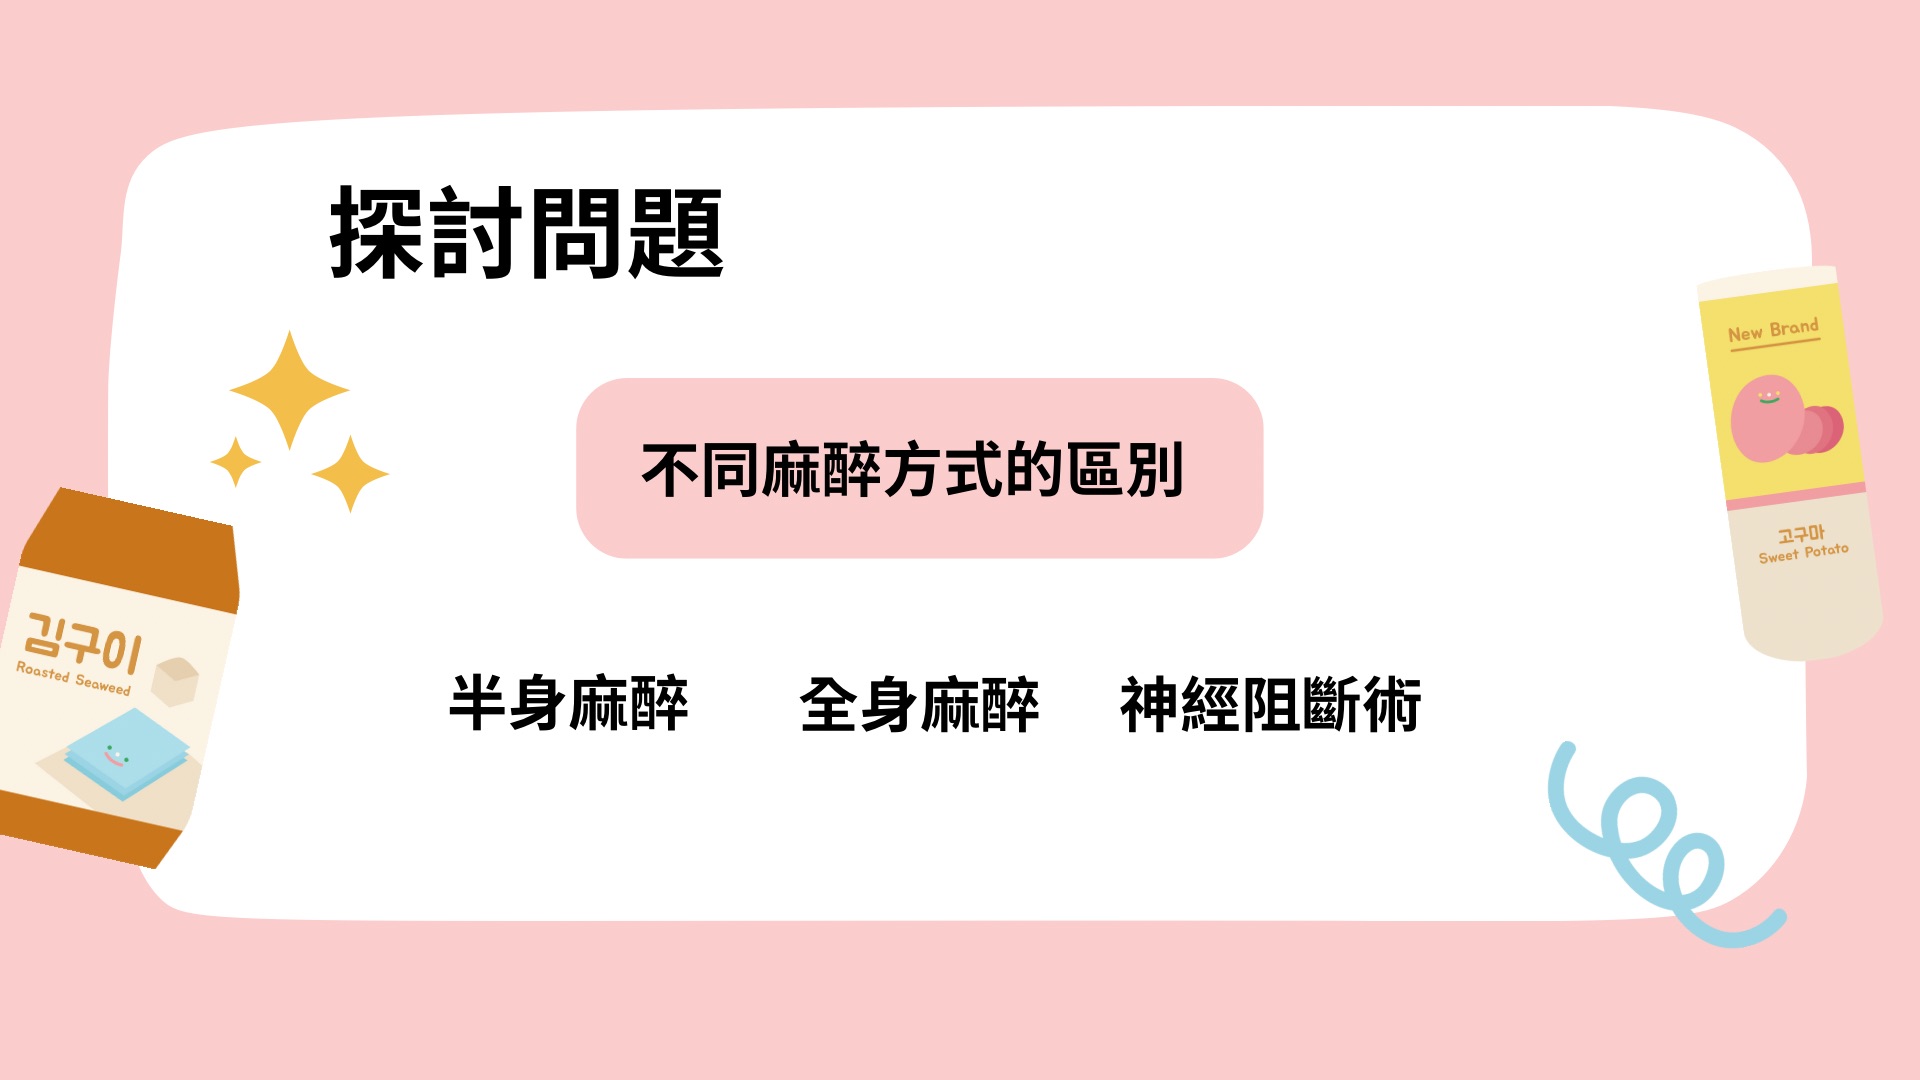 探討問題
不同麻醉方式的區別
半身麻醉 全身麻醉 神經阻斷術
New Brand
고구마
Sweet Potato
김구이
Roasted Seaweed